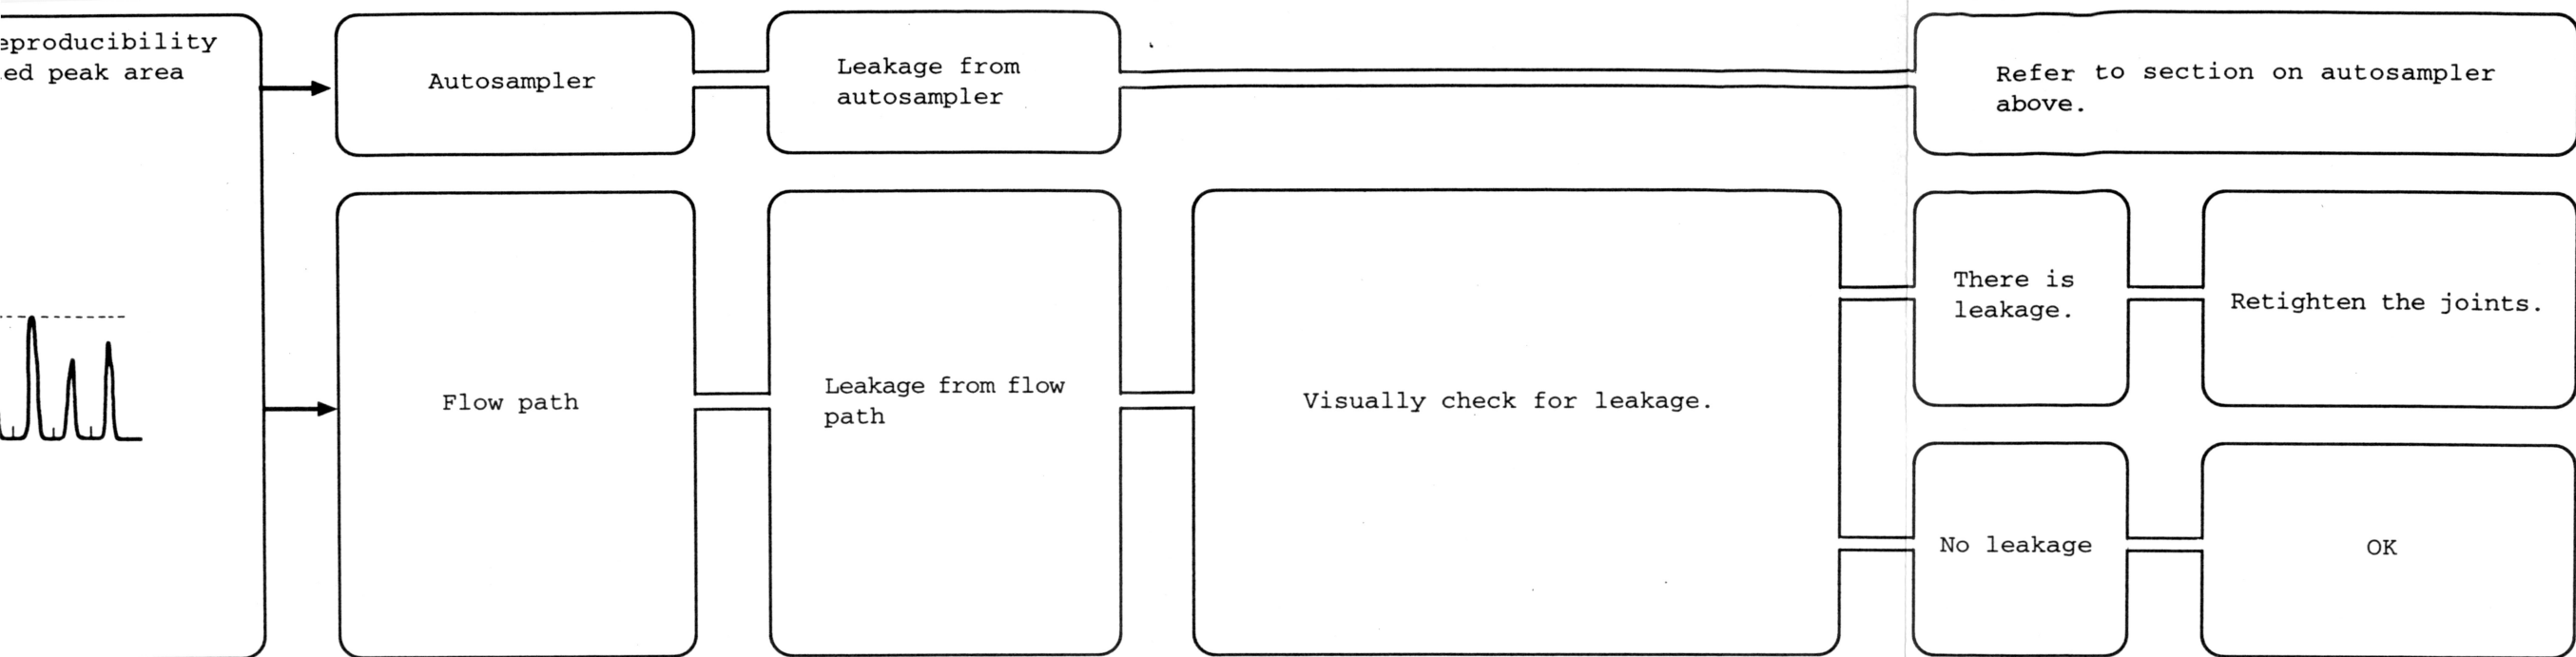 eproducibility
ed peak area
Autosampler
Leakage from
autosampler
Refer to section on autosampler
above.
Flow path
Leakage from flow
path
Visually check for leakage.
There is
leakage.
Retighten the joints.
No leakage
OK